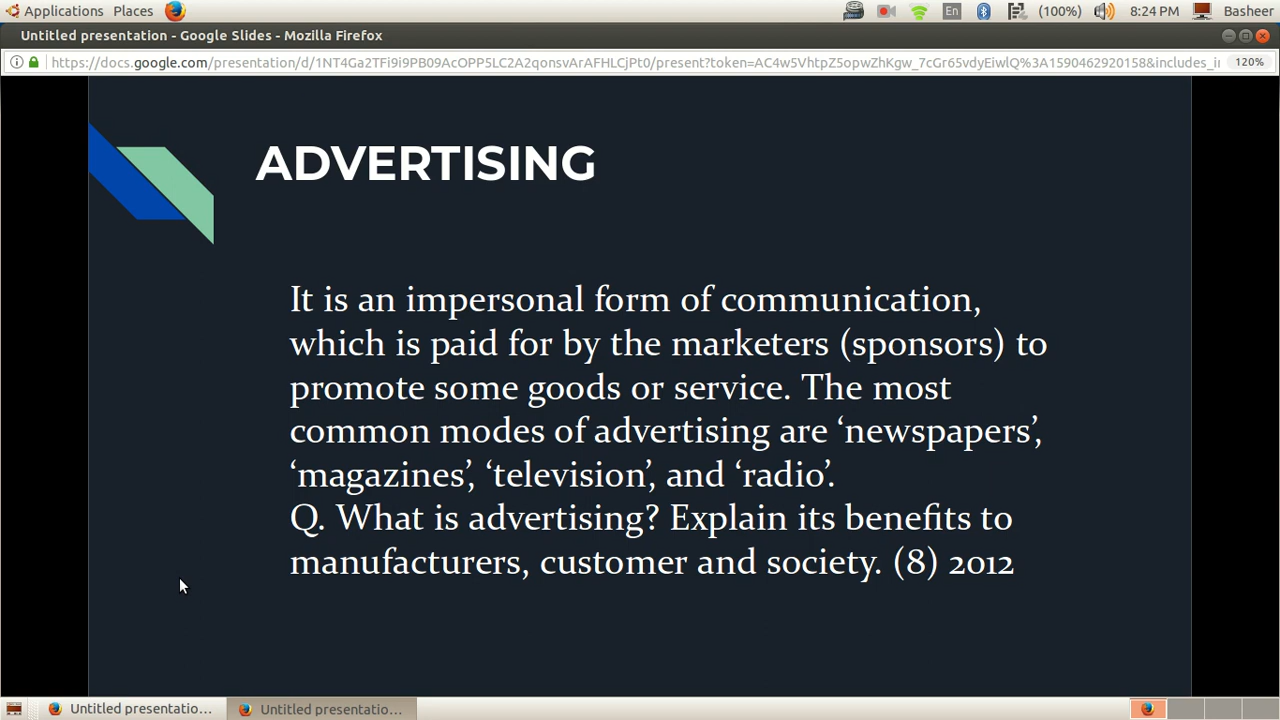 Applications Places En (100%) 8:24 PM Basheer
Untitled presentation - Google Slides - Mozilla Firefox
https://docs.google.com/presentation/d/1NT4Ga2TFi9i9PB09AcOPP5LC2A2qonsvArAFHLCjPt0/present?token=AC4w5VhtpZ5opwZhKgw_7cGr65vdyEiwlQ%3A1590462920158&includes_i 120%
ADVERTISING
It is an impersonal form of communication,
which is paid for by the marketers (sponsors) to
promote some goods or service. The most
common modes of advertising are ‘newspapers’,
‘magazines’, ‘television’, and ‘radio’.
Q. What is advertising? Explain its benefits to
manufacturers, customer and society. (8) 2012
Untitled presentatio... Untitled presentatio...